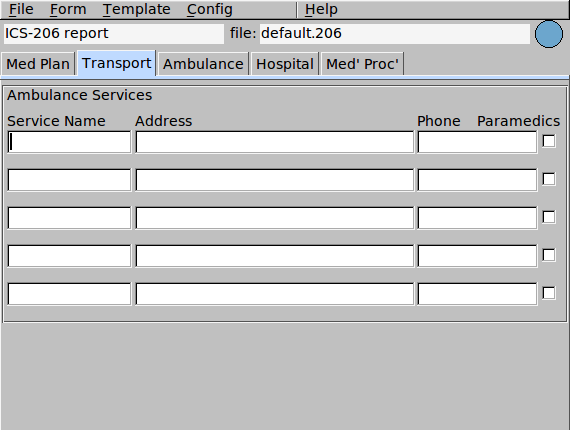 File Form Template Config Help
ICS-206 report file: default.206
Med Plan Transport Ambulance Hospital Med' Proc'
Ambulance Services
Service Name Address Phone Paramedics